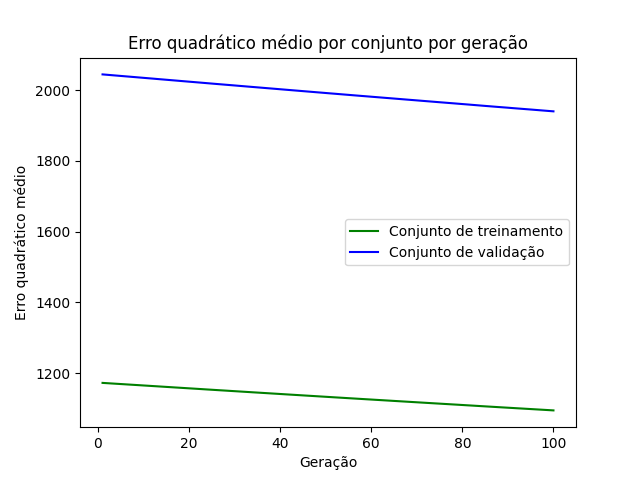 Erro quadrático médio por conjunto por geração
Erro quadrático médio
2000
1800
1600
1400
1200
Conjunto de treinamento
Conjunto de validação
0 20 40 60 80 100
Geração